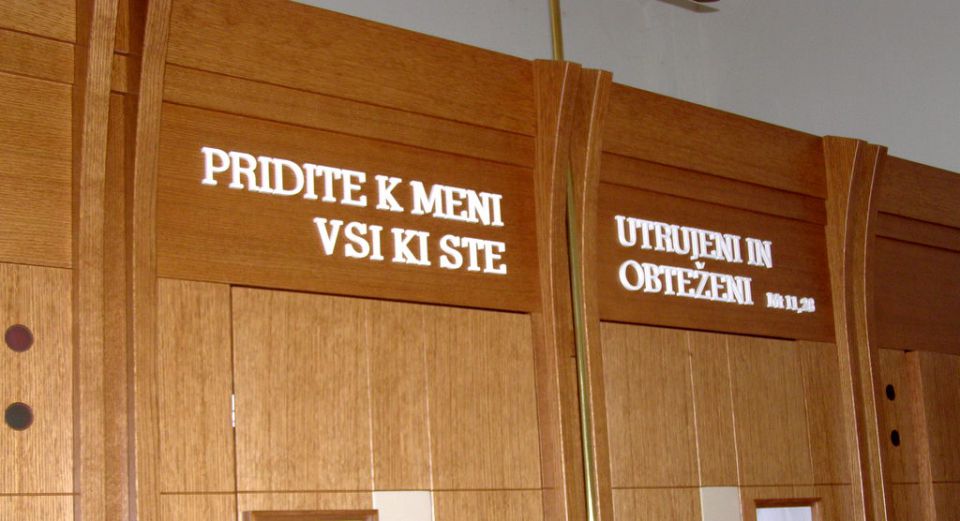 PRIDITE K MENI
VSI KI STE
UTRUJENI IN
OBTEŽENI Mt 11,28